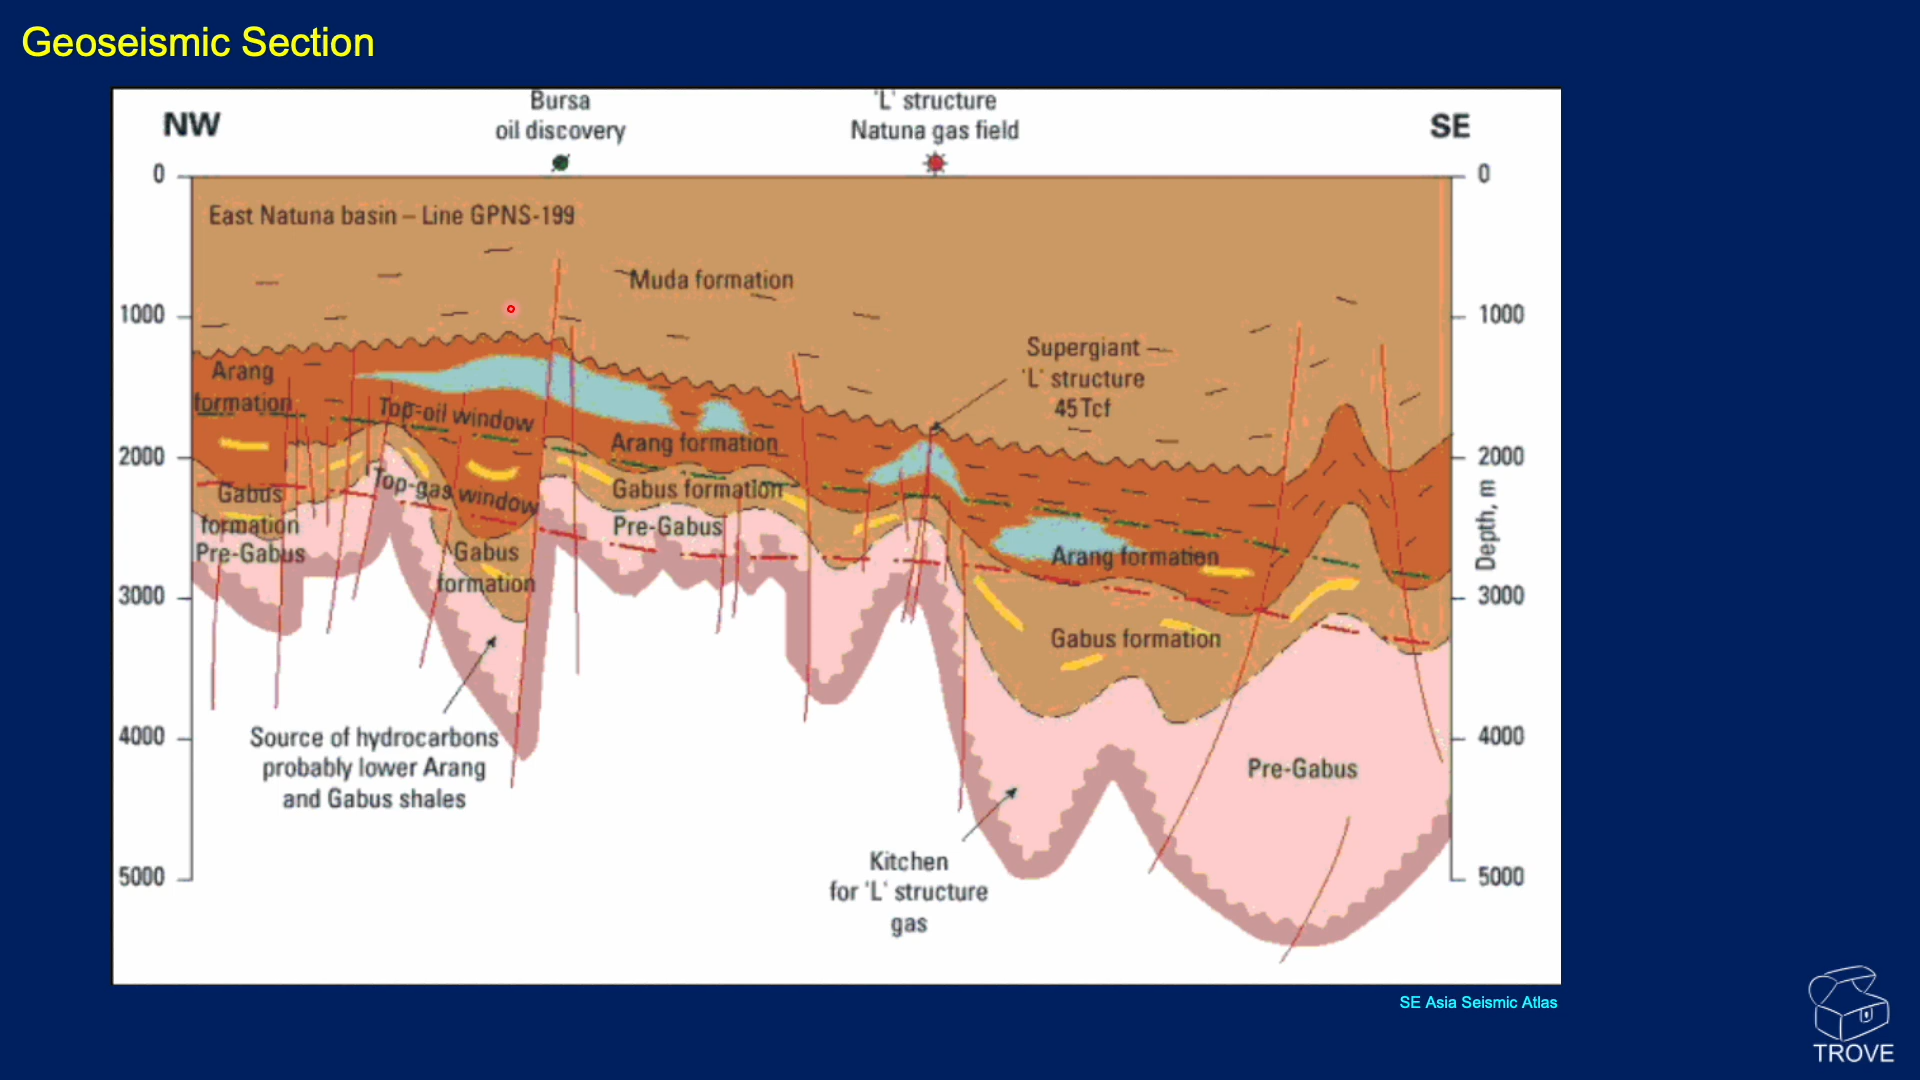 Geoseismic Section
NW
Bursa
oil discovery
'L' structure
Natuna gas field
SE
0
0
East Natuna basin – Line GPNS-199
Muda formation
1000
1000
Supergiant
'L' structure
45Tcf
Arang
formation
Top-oil window
Arang formation
2000
2000
Top-gas window
Gabus formation
Gabus
formation
Pre-Gabus
Pre-Gabus
Gabus
formation
Arang formation
Depth, m
3000
3000
Gabus formation
Source of hydrocarbons
probably lower Arang
and Gabus shales
4000
4000
Pre-Gabus
Kitchen
for 'L' structure
gas
5000
5000
SE Asia Seismic Atlas
TROVE